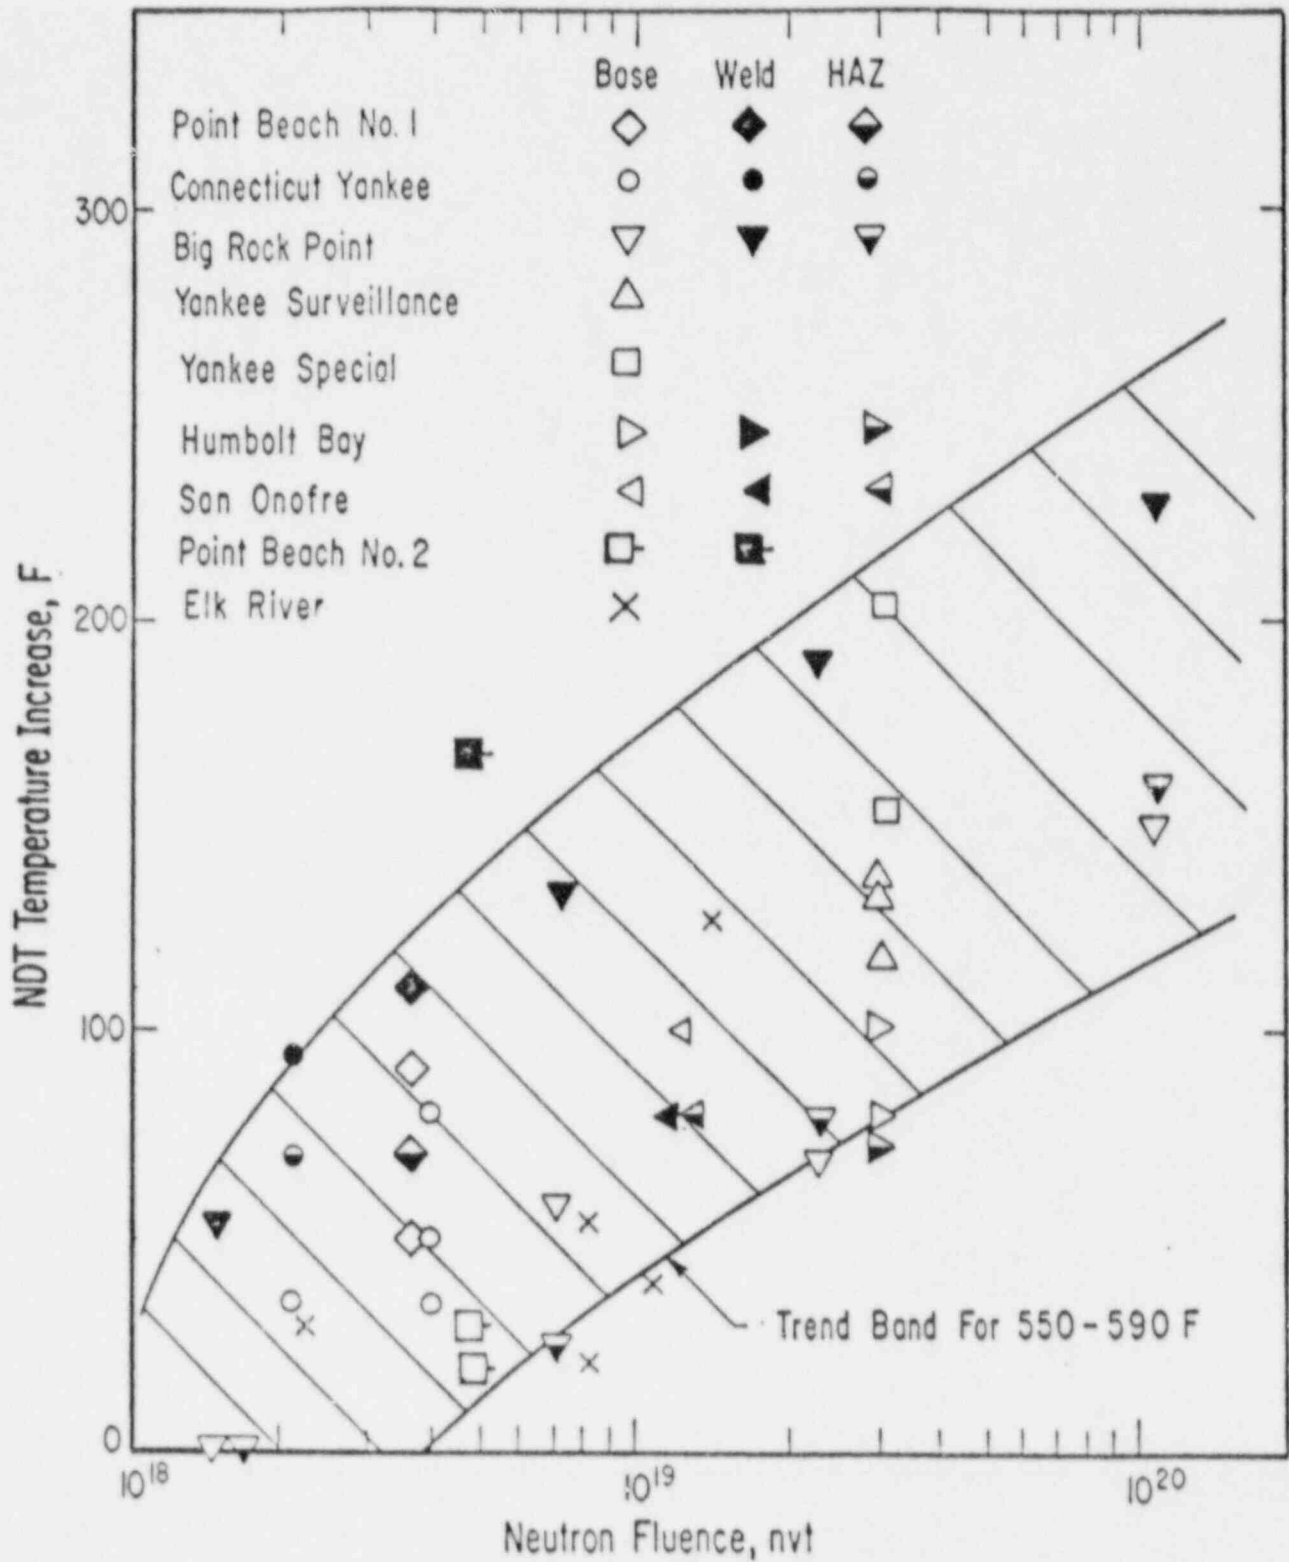 Base Weld HAZ
Point Beach No. 1
Connecticut Yankee
300
Big Rock Point
Yankee Surveillance
Yankee Special
Humbolt Bay
San Onofre
Point Beach No. 2
Elk River
200
NDT Temperature Increase, F
100
Trend Band For 550-590 F
0
10^18 10^19 10^20
Neutron Fluence, nvt